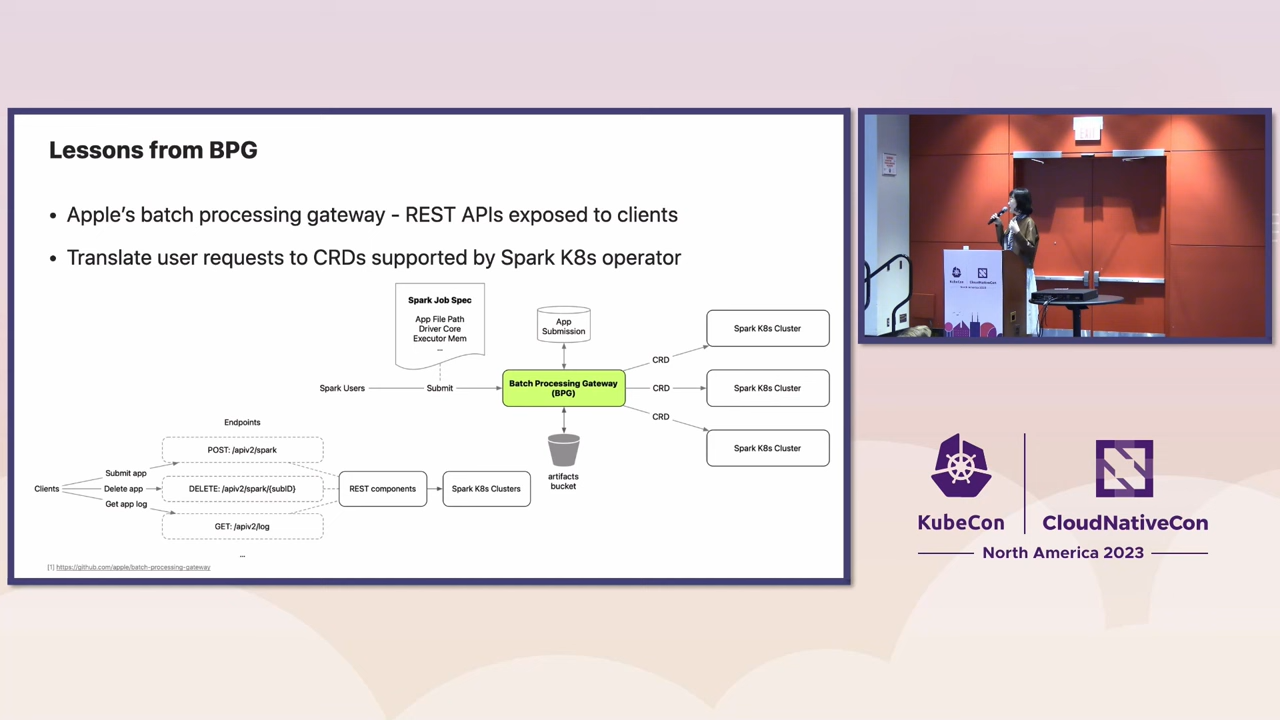 Lessons from BPG
• Apple's batch processing gateway - REST APIs exposed to clients
• Translate user requests to CRDs supported by Spark K8s operator
Spark Job Spec
App File Path
Driver Core
Executor Mem
...
App
Submission
Spark Users
Submit
Batch Processing Gateway
(BPG)
CRD
CRD
CRD
Spark K8s Cluster
Spark K8s Cluster
Spark K8s Cluster
artifacts
bucket
Endpoints
Clients
Submit app
Delete app
Get app log
POST: /apiv2/spark
DELETE: /apiv2/spark/{subID}
GET: /apiv2/log
...
REST components
Spark K8s Clusters
[1] https://github.com/apple/batch-processing-gateway
EXIT
KubeCon
CloudNativeCon
KubeCon
CloudNativeCon
North America 2023